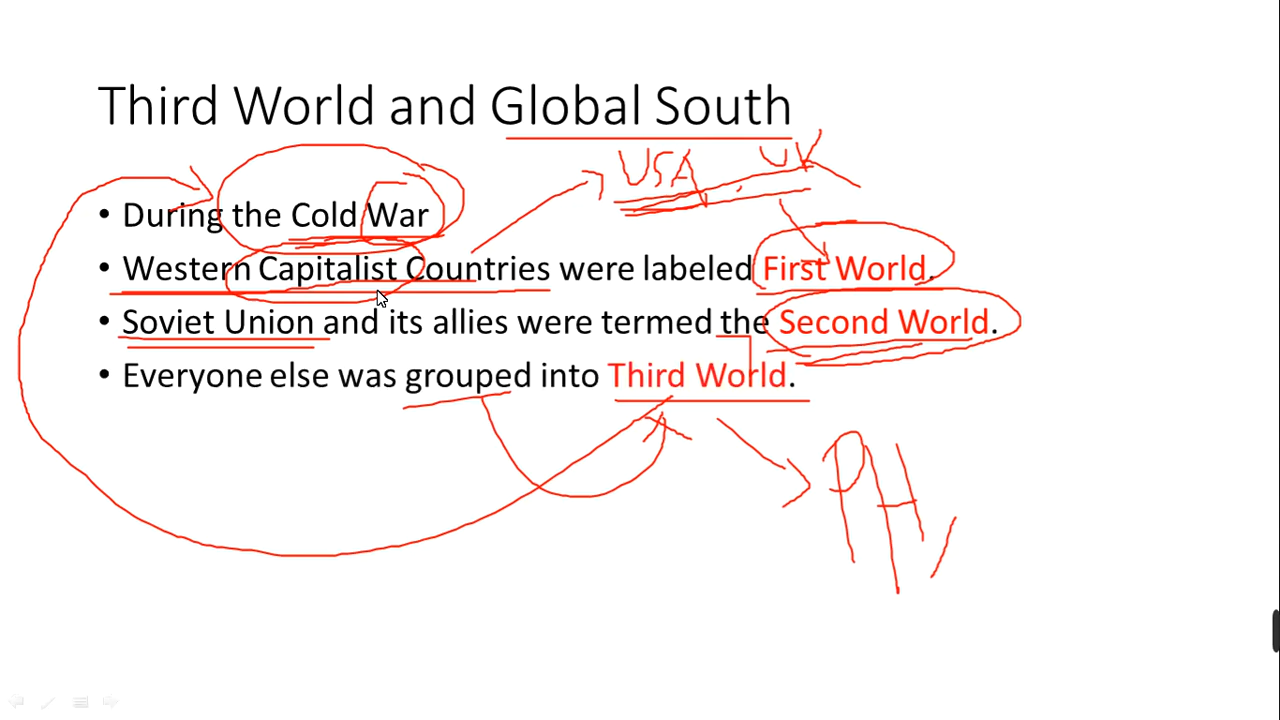 Third World and Global South
USA, UK
• During the Cold War
• Western Capitalist Countries were labeled First World.
• Soviet Union and its allies were termed the Second World.
• Everyone else was grouped into Third World.
PH,